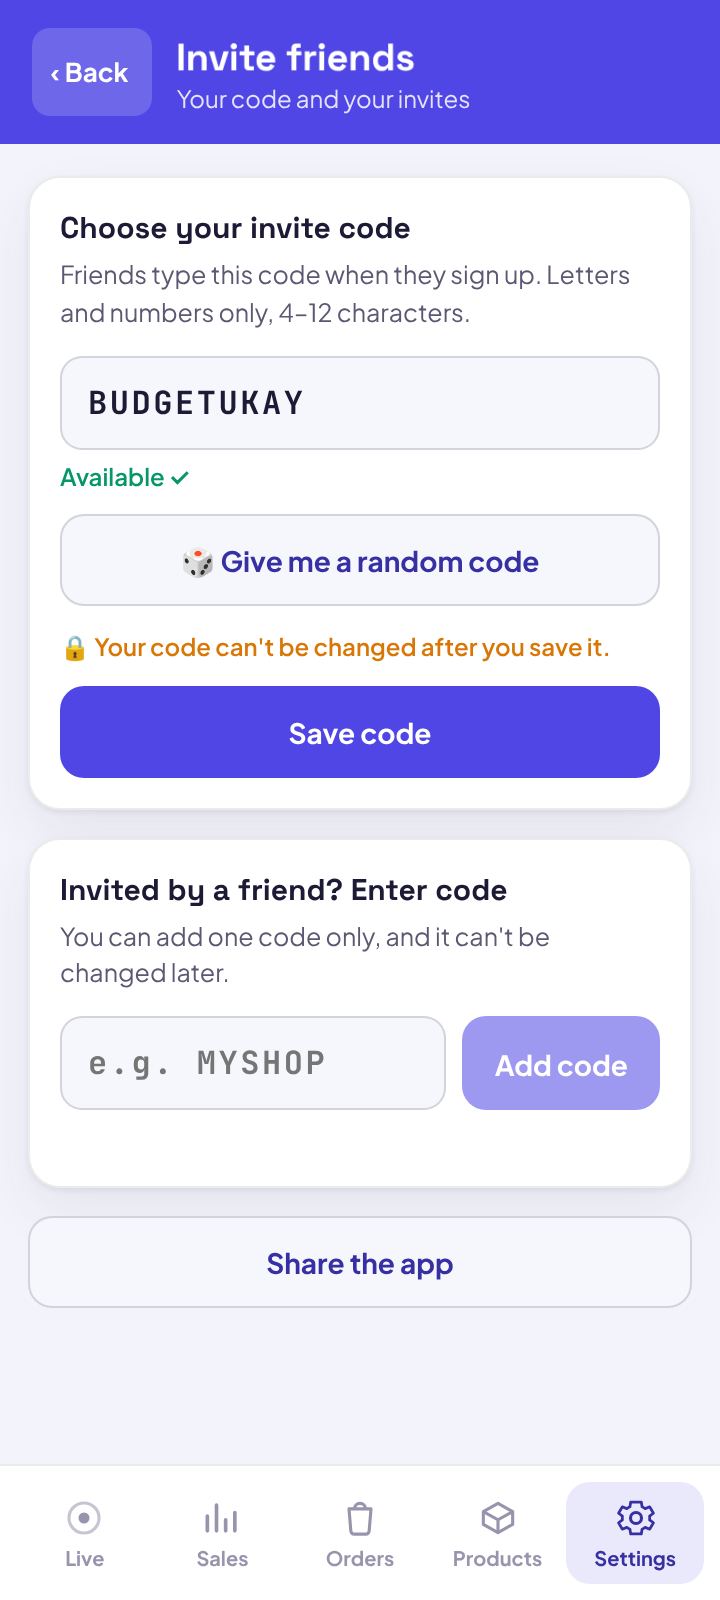 ‹ Back
Invite friends
Your code and your invites
Choose your invite code
Friends type this code when they sign up. Letters
and numbers only, 4–12 characters.
BUDGETUKAY
Available ✓
🎲 Give me a random code
🔒 Your code can't be changed after you save it.
Save code
Invited by a friend? Enter code
You can add one code only, and it can't be
changed later.
e.g. MYSHOP
Add code
Share the app
Live
Sales
Orders
Products
Settings